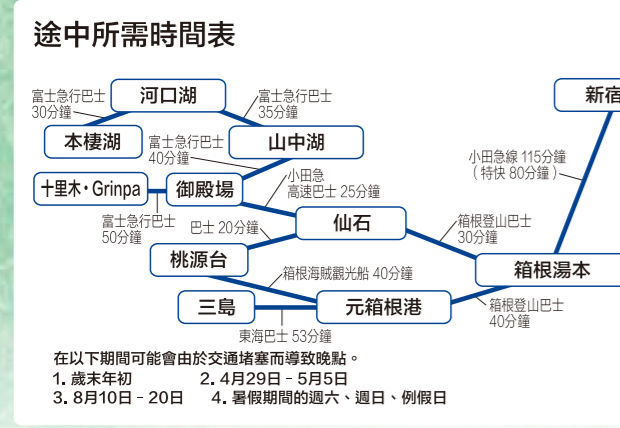 途中所需時間表
富士急行巴士
30分鐘
河口湖
富士急行巴士
35分鐘
新宿
本棲湖
富士急行巴士
40分鐘
山中湖
小田急線 115分鐘
（特快 80分鐘）
十里木・Grinpa
御殿場
小田急
高速巴士 25分鐘
富士急行巴士
50分鐘
巴士 20分鐘
仙石
箱根登山巴士
30分鐘
桃源台
箱根海賊觀光船 40分鐘
箱根湯本
三島
元箱根港
箱根登山巴士
40分鐘
東海巴士 53分鐘
在以下期間可能會由於交通堵塞而導致晚點。
1. 歲末年初 2. 4月29日－5月5日
3. 8月10日－20日 4. 暑假期間的週六、週日、例假日